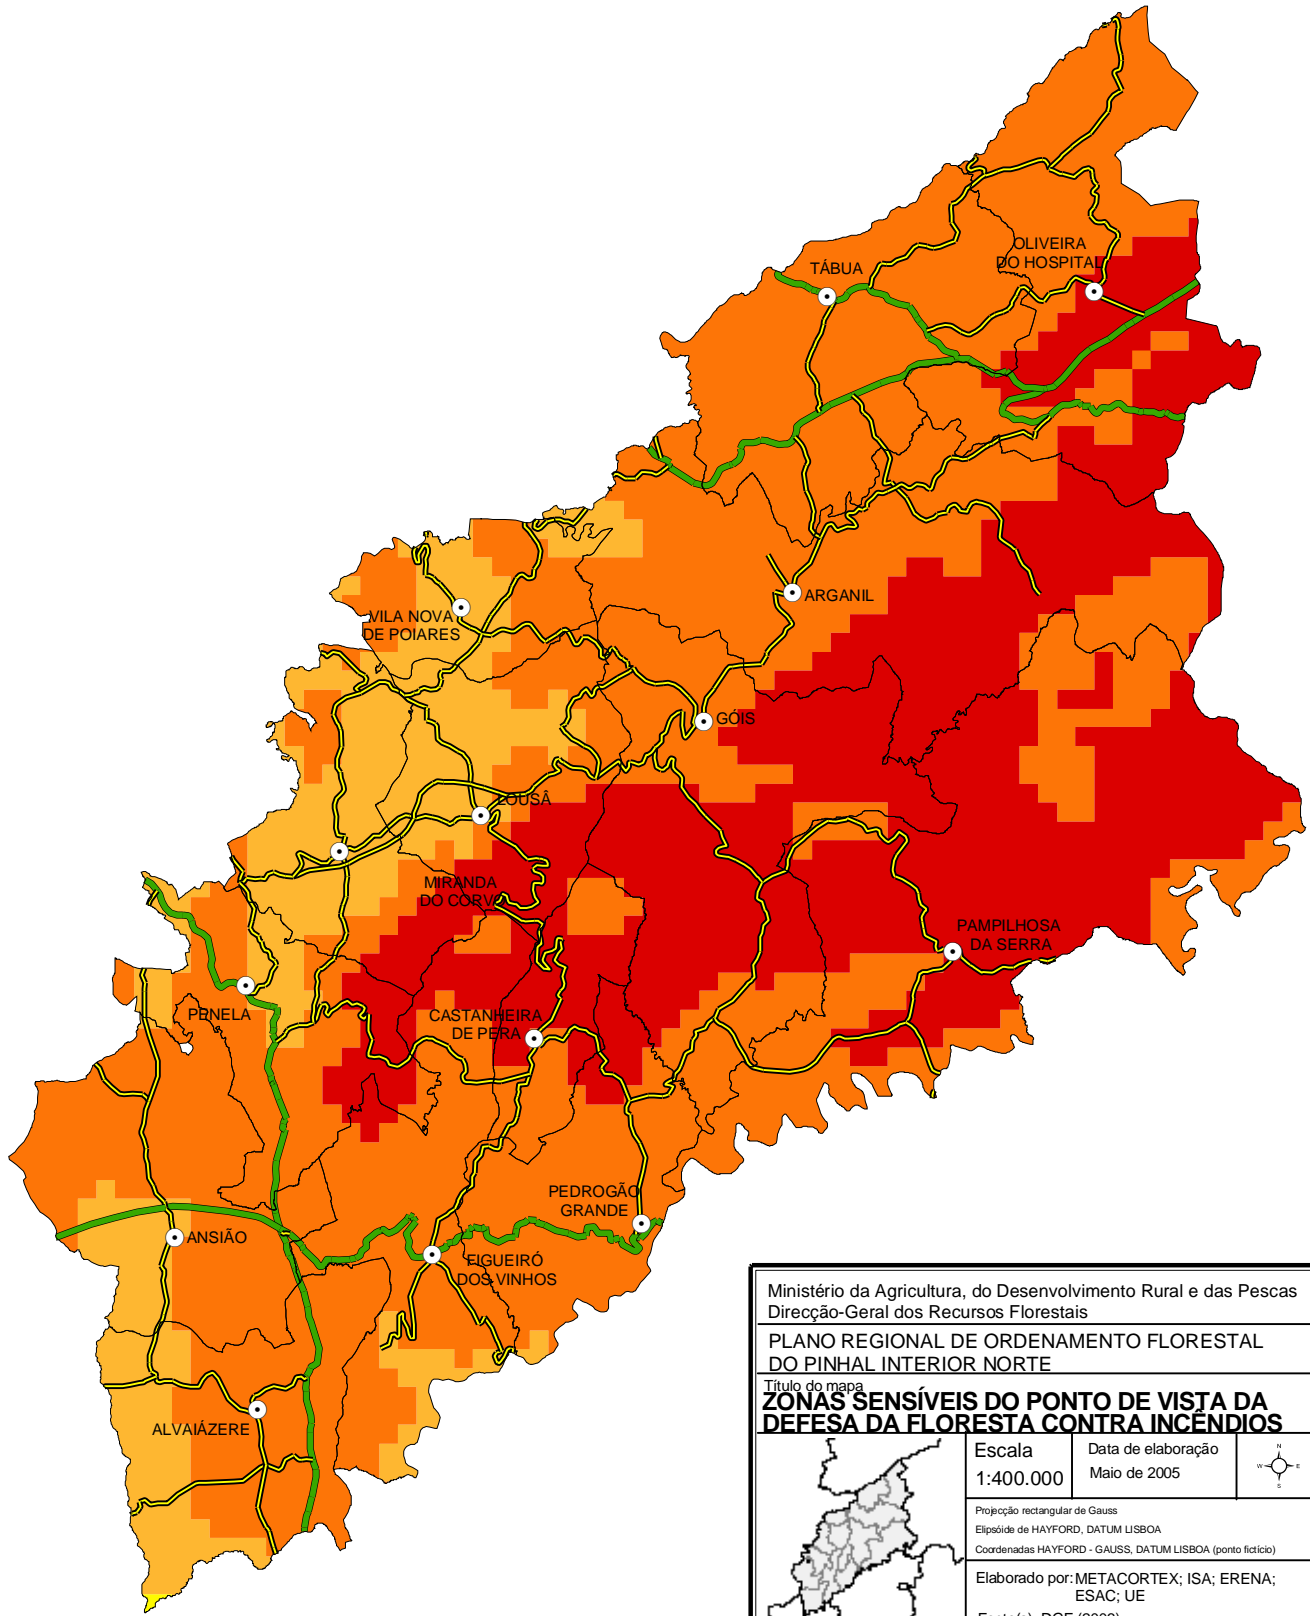 OLIVEIRA
DO HOSPITAL
TÁBUA
ARGANIL
VILA NOVA
DE POIARES
GÓIS
LOUSÃ
MIRANDA
DO CORVO
PAMPILHOSA
DA SERRA
PENELA
CASTANHEIRA
DE PERA
PEDROGÃO
GRANDE
ANSIÃO
FIGUEIRÓ
DOS VINHOS
ALVAIÁZERE
Ministério da Agricultura, do Desenvolvimento Rural e das Pescas
Direcção-Geral dos Recursos Florestais
PLANO REGIONAL DE ORDENAMENTO FLORESTAL
DO PINHAL INTERIOR NORTE
Título do mapa
ZONAS SENSÍVEIS DO PONTO DE VISTA DA
DEFESA DA FLORESTA CONTRA INCÊNDIOS
Escala
1:400.000
Data de elaboração
Maio de 2005
N
W E
S
Projecção rectangular de Gauss
Elipsóide de HAYFORD, DATUM LISBOA
Coordenadas HAYFORD - GAUSS, DATUM LISBOA (ponto fictício)
Elaborado por: METACORTEX; ISA; ERENA;
ESAC; UE